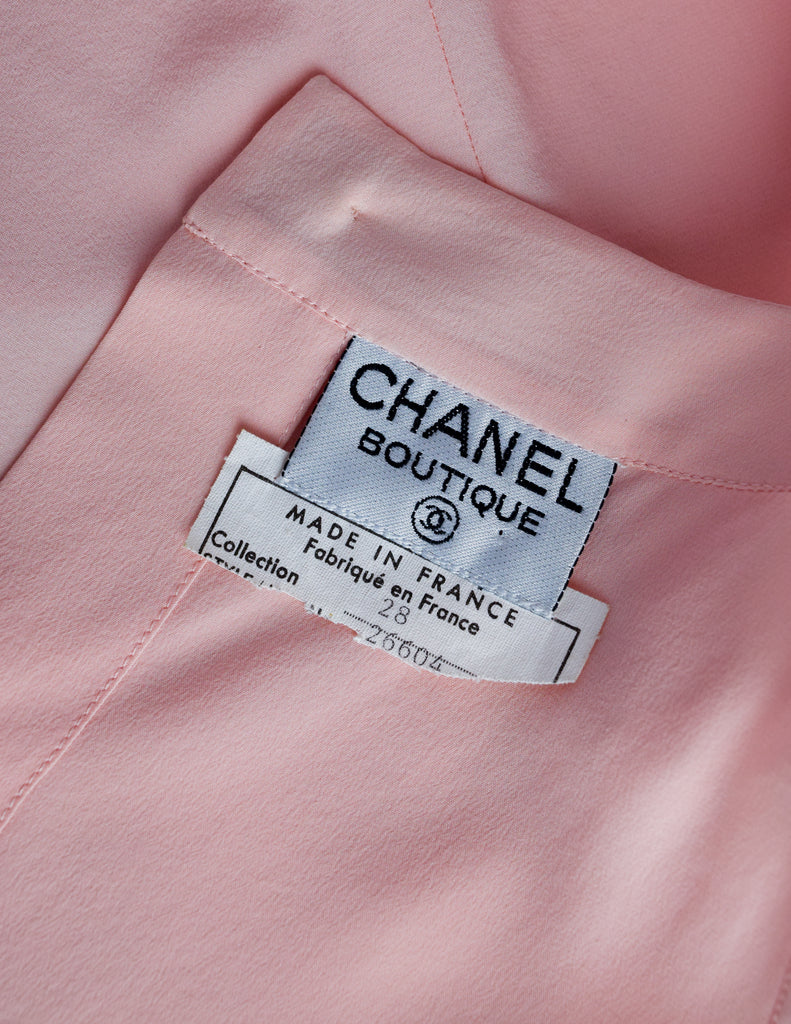 CHANEL
BOUTIQUE
MADE IN FRANCE
Fabriqué en France
Collection 28
26604